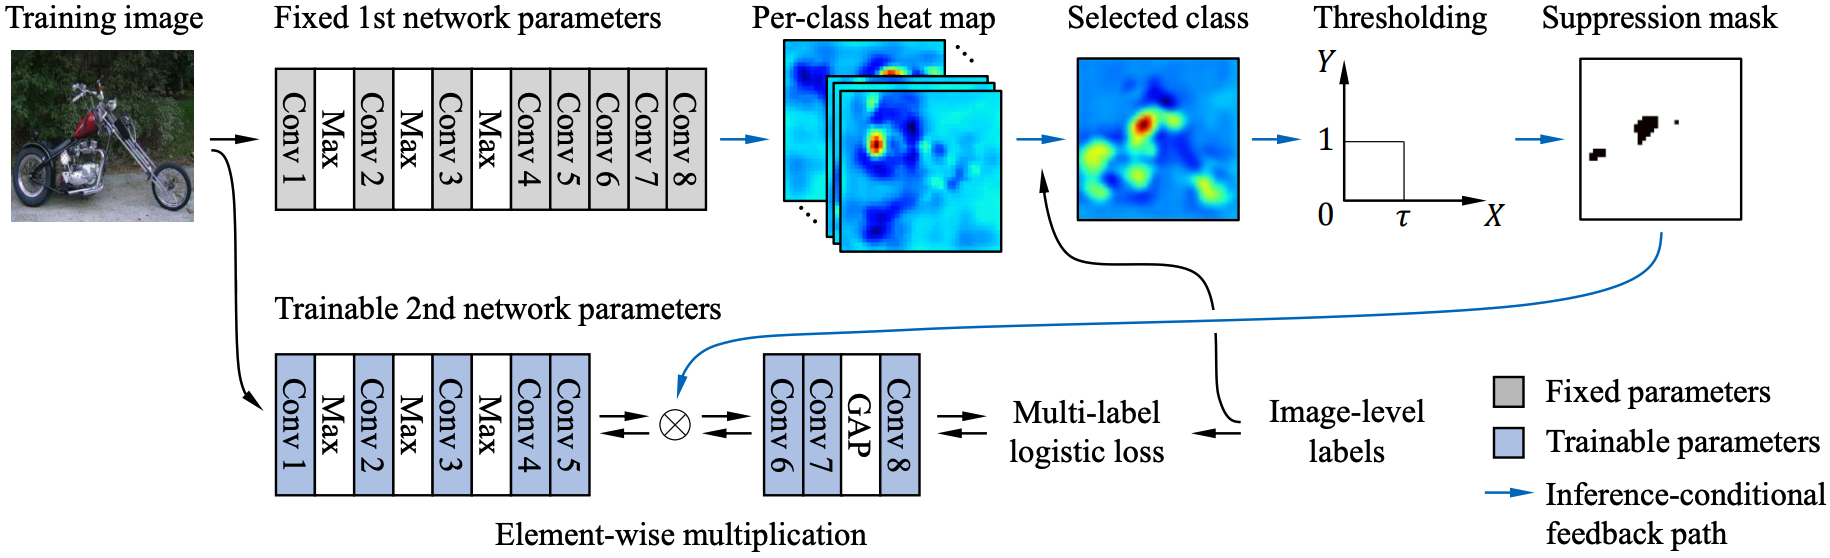 Training image
Fixed 1st network parameters
Per-class heat map
Selected class
Thresholding
Suppression mask
Conv 1
Max
Conv 2
Max
Conv 3
Max
Conv 4
Conv 5
Conv 6
Conv 7
Conv 8
Y
1
0
τ
X
Trainable 2nd network parameters
Conv 1
Max
Conv 2
Max
Conv 3
Max
Conv 4
Conv 5
Conv 6
Conv 7
GAP
Conv 8
Multi-label
logistic loss
Image-level
labels
Fixed parameters
Trainable parameters
Inference-conditional
feedback path
Element-wise multiplication